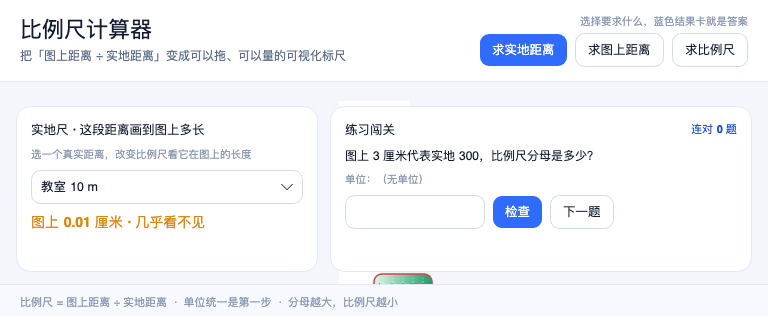 比例尺计算器
把「图上距离 ÷ 实地距离」变成可以拖、可以量的可视化标尺
选择要求什么，蓝色结果卡就是答案
求实地距离
求图上距离
求比例尺
实地尺 · 这段距离画到图上多长
选一个真实距离，改变比例尺看它在图上的长度
教室 10 m
图上 0.01 厘米 · 几乎看不见
练习闯关
连对 0 题
图上 3 厘米代表实地 300，比例尺分母是多少?
单位：（无单位）
检查
下一题
比例尺 = 图上距离 ÷ 实地距离 · 单位统一是第一步 · 分母越大，比例尺越小